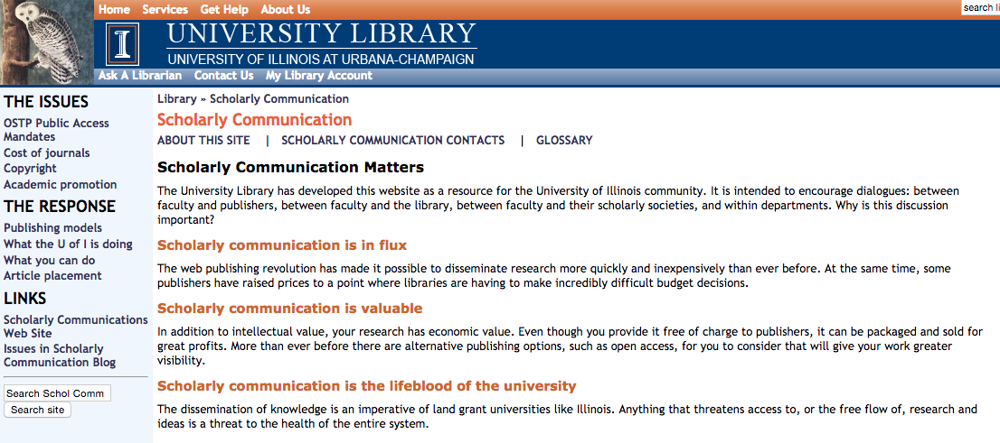 Home Services Get Help About Us
search li
I
UNIVERSITY LIBRARY
UNIVERSITY OF ILLINOIS AT URBANA-CHAMPAIGN
Ask A Librarian Contact Us My Library Account
THE ISSUES
OSTP Public Access
Mandates
Cost of journals
Copyright
Academic promotion
THE RESPONSE
Publishing models
What the U of I is doing
What you can do
Article placement
LINKS
Scholarly Communications
Web Site
Issues in Scholarly
Communication Blog
Search Schol Comm
Search site
Library » Scholarly Communication
Scholarly Communication
ABOUT THIS SITE | SCHOLARLY COMMUNICATION CONTACTS | GLOSSARY
Scholarly Communication Matters
The University Library has developed this website as a resource for the University of Illinois community. It is intended to encourage dialogues: between
faculty and publishers, between faculty and the library, between faculty and their scholarly societies, and within departments. Why is this discussion
important?
Scholarly communication is in flux
The web publishing revolution has made it possible to disseminate research more quickly and inexpensively than ever before. At the same time, some
publishers have raised prices to a point where libraries are having to make incredibly difficult budget decisions.
Scholarly communication is valuable
In addition to intellectual value, your research has economic value. Even though you provide it free of charge to publishers, it can be packaged and sold for
great profits. More than ever before there are alternative publishing options, such as open access, for you to consider that will give your work greater
visibility.
Scholarly communication is the lifeblood of the university
The dissemination of knowledge is an imperative of land grant universities like Illinois. Anything that threatens access to, or the free flow of, research and
ideas is a threat to the health of the entire system.